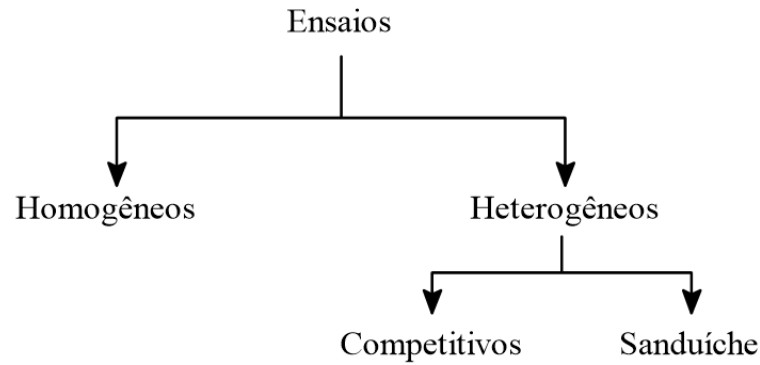 Ensaios
Homogêneos
Heterogêneos
Competitivos
Sanduíche